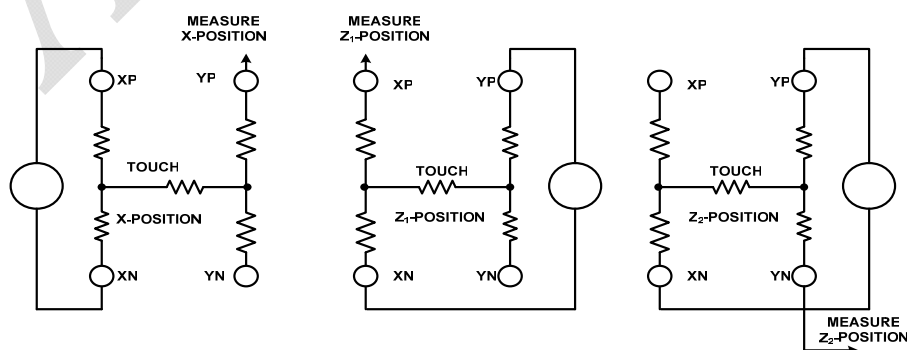 MEASURE
X-POSITION
XP
YP
TOUCH
X-POSITION
XN
YN
MEASURE
Z1-POSITION
XP
YP
TOUCH
Z1-POSITION
XN
YN
XP
YP
TOUCH
Z2-POSITION
XN
YN
MEASURE
Z2-POSITION